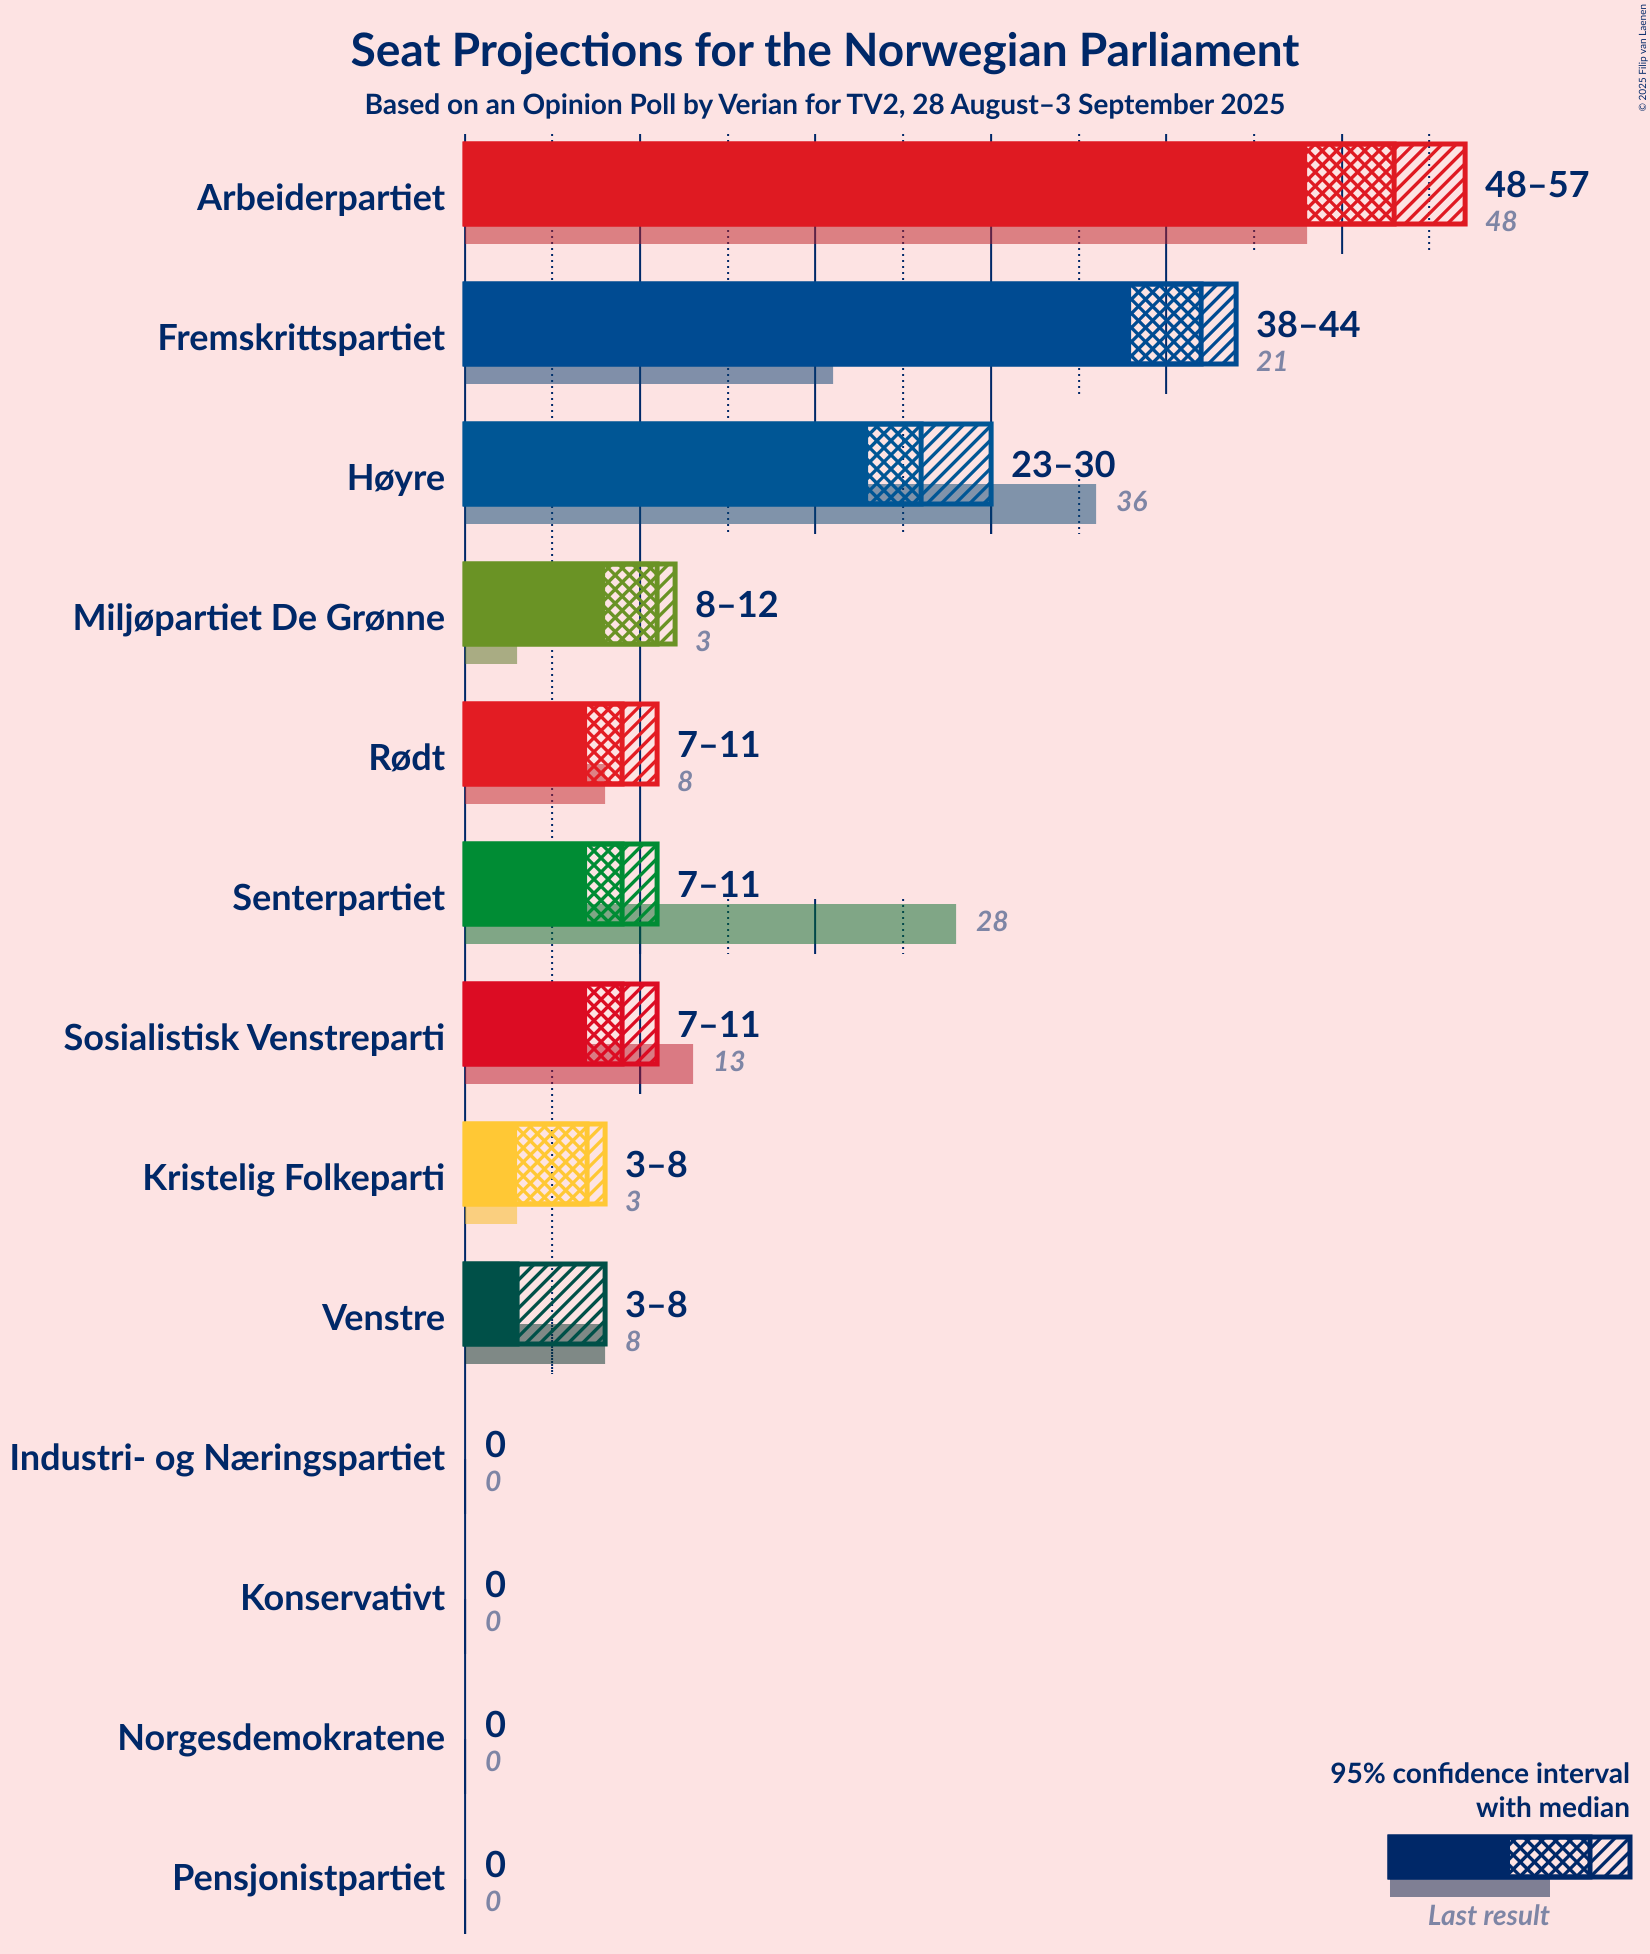 Seat Projections for the Norwegian Parliament
Based on an Opinion Poll by Verian for TV2, 28 August–3 September 2025
© 2025 Filip van Laenen
Arbeiderpartiet
48–57
48
Fremskrittspartiet
38–44
21
Høyre
23–30
36
Miljøpartiet De Grønne
8–12
3
Rødt
7–11
8
Senterpartiet
7–11
28
Sosialistisk Venstreparti
7–11
13
Kristelig Folkeparti
3–8
3
Venstre
3–8
8
Industri- og Næringspartiet
0
0
Konservativt
0
0
Norgesdemokratene
0
0
Pensjonistpartiet
0
0
95% confidence interval
with median
Last result